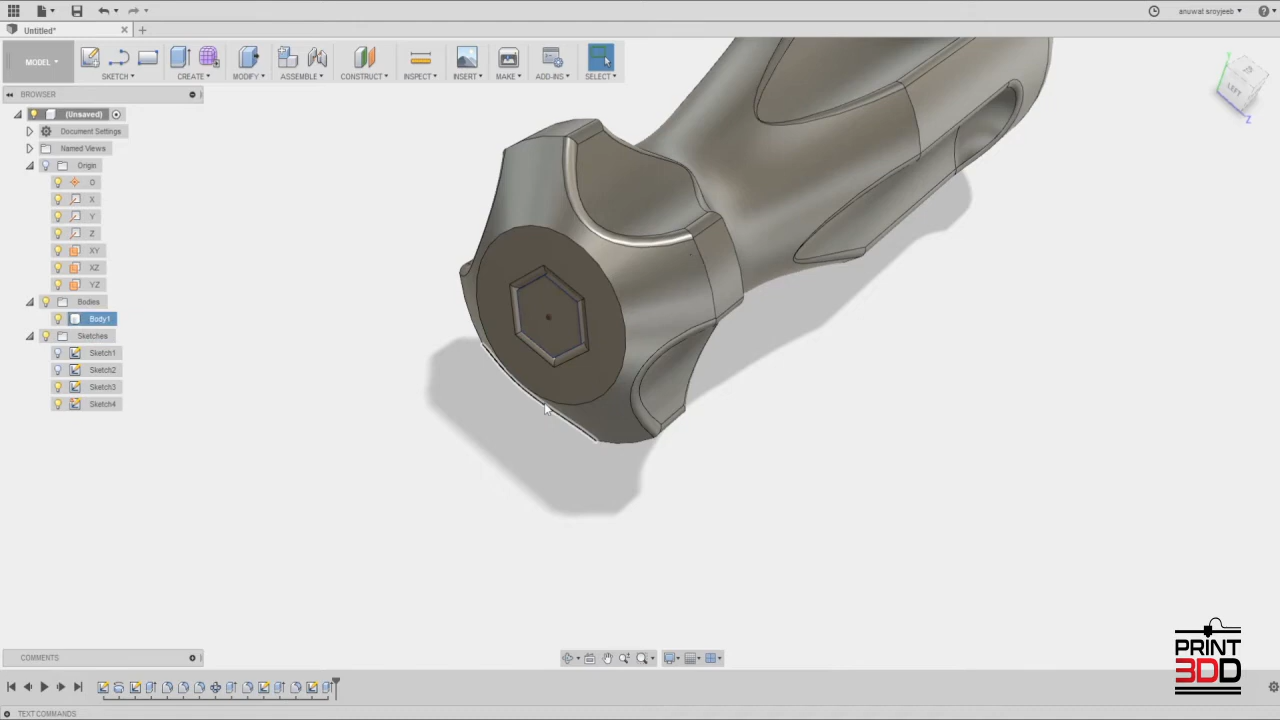 anuwat sroyjeeb
Untitled*
MODEL
SKETCH
CREATE
MODIFY
ASSEMBLE
CONSTRUCT
INSPECT
INSERT
MAKE
ADD-INS
SELECT
BROWSER
(Unsaved)
Document Settings
Named Views
Origin
O
X
Y
Z
XY
XZ
YZ
Bodies
Body1
Sketches
Sketch1
Sketch2
Sketch3
Sketch4
LEFT
Z
COMMENTS
TEXT COMMANDS
PRINT
3DD